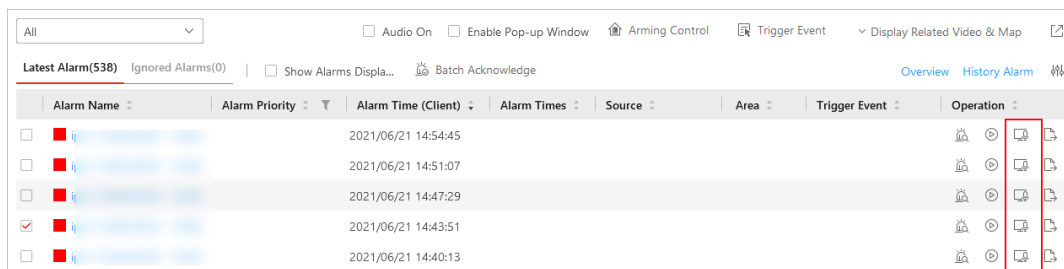 All Audio On Enable Pop-up Window Arming Control Trigger Event Display Related Video & Map
Latest Alarm(538) Ignored Alarms(0) Show Alarms Displa... Batch Acknowledge Overview History Alarm
Alarm Name Alarm Priority Alarm Time (Client) Alarm Times Source Area Trigger Event Operation
2021/06/21 14:54:45
2021/06/21 14:51:07
2021/06/21 14:47:29
2021/06/21 14:43:51
2021/06/21 14:40:13